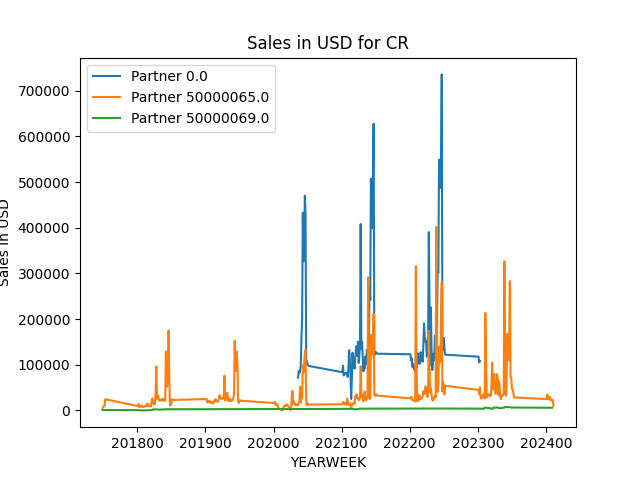 Sales in USD for CR
Partner 0.0
Partner 50000065.0
Partner 50000069.0
700000
600000
500000
400000
300000
200000
100000
0
Sales in USD
201800 201900 202000 202100 202200 202300 202400
YEARWEEK